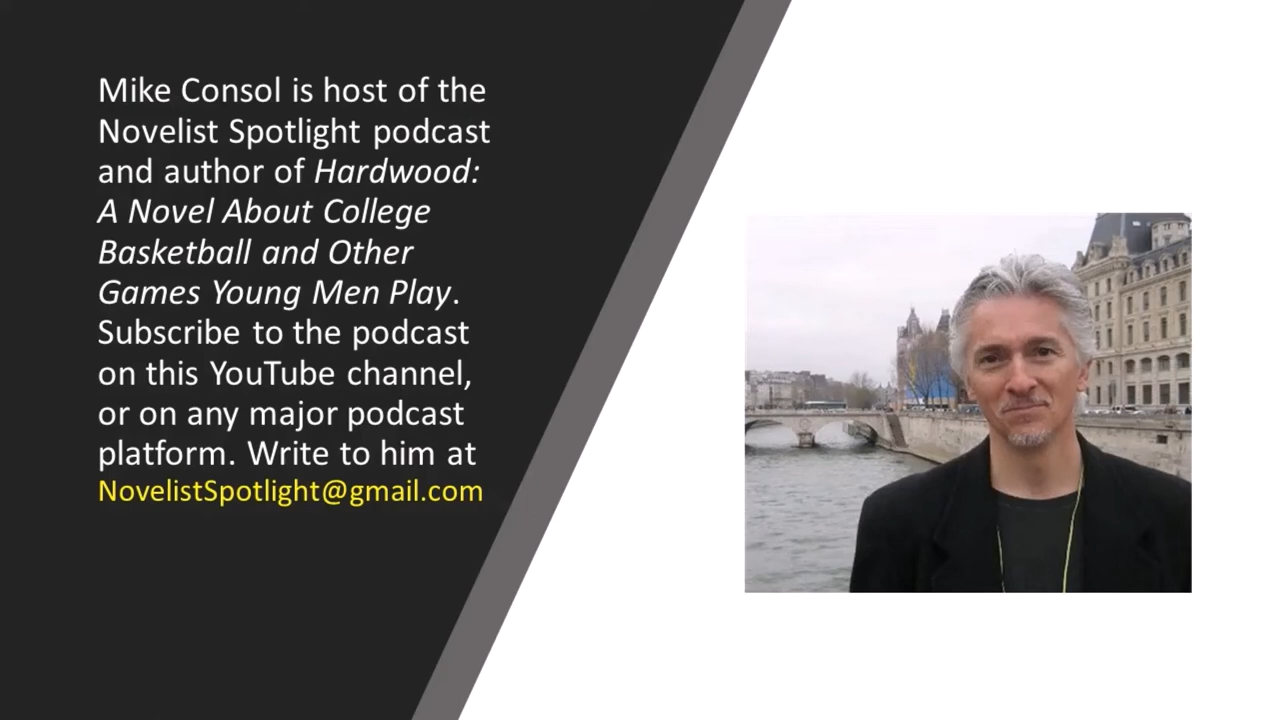 Mike Consol is host of the
Novelist Spotlight podcast
and author of Hardwood:
A Novel About College
Basketball and Other
Games Young Men Play.
Subscribe to the podcast
on this YouTube channel,
or on any major podcast
platform. Write to him at
NovelistSpotlight@gmail.com